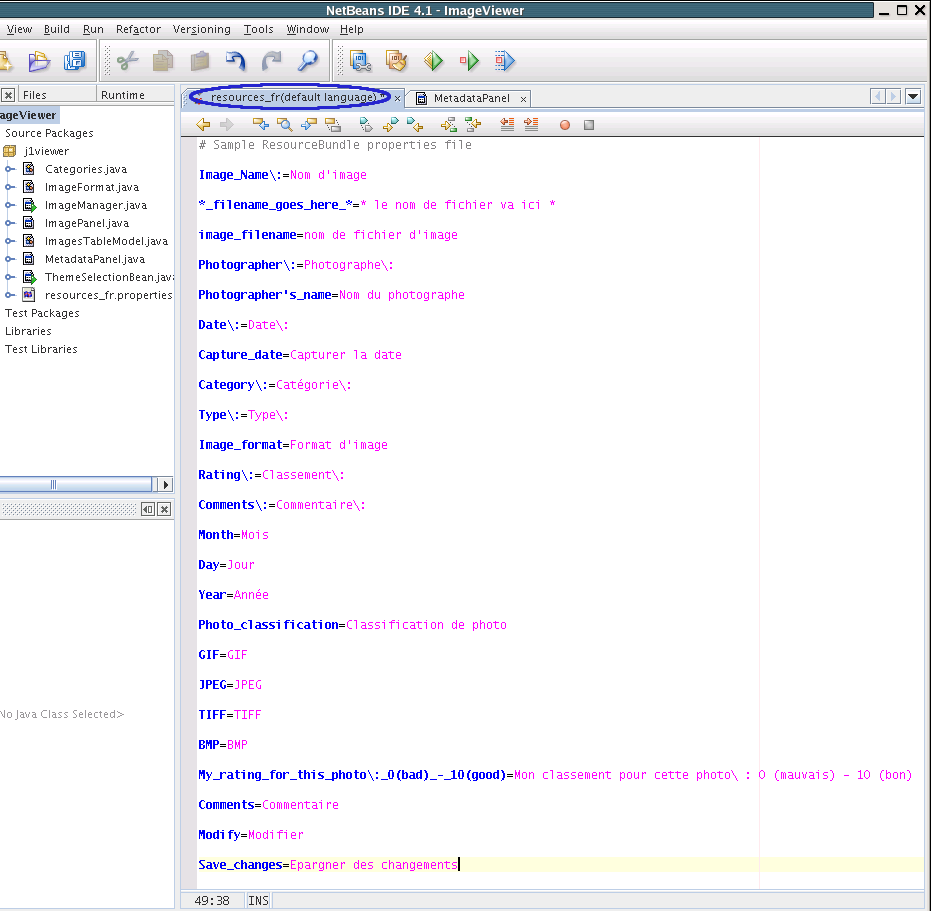 NetBeans IDE 4.1 - ImageViewer
View Build Run Refactor Versioning Tools Window Help
Files Runtime
resources_fr(default language) * MetadataPanel
ageViewer
Source Packages
j1viewer
Categories.java
ImageFormat.java
ImageManager.java
ImagePanel.java
ImagesTableModel.java
MetadataPanel.java
ThemeSelectionBean.java
resources_fr.properties
Test Packages
Libraries
Test Libraries
No Java Class Selected>
# Sample ResourceBundle properties file
Image_Name\:=Nom d'image
*_filename_goes_here_*=* le nom de fichier va ici *
image_filename=nom de fichier d'image
Photographer\:=Photographe\:
Photographer's_name=Nom du photographe
Date\:=Date\:
Capture_date=Capturer la date
Category\:=Catégorie\:
Type\:=Type\:
Image_format=Format d'image
Rating\:=Classement\:
Comments\:=Commentaire\:
Month=Mois
Day=Jour
Year=Année
Photo_classification=Classification de photo
GIF=GIF
JPEG=JPEG
TIFF=TIFF
BMP=BMP
My_rating_for_this_photo\:_0(bad)_-_10(good)=Mon classement pour cette photo\ : 0 (mauvais) - 10 (bon)
Comments=Commentaire
Modify=Modifier
Save_changes=Epargner des changements
49:38 INS